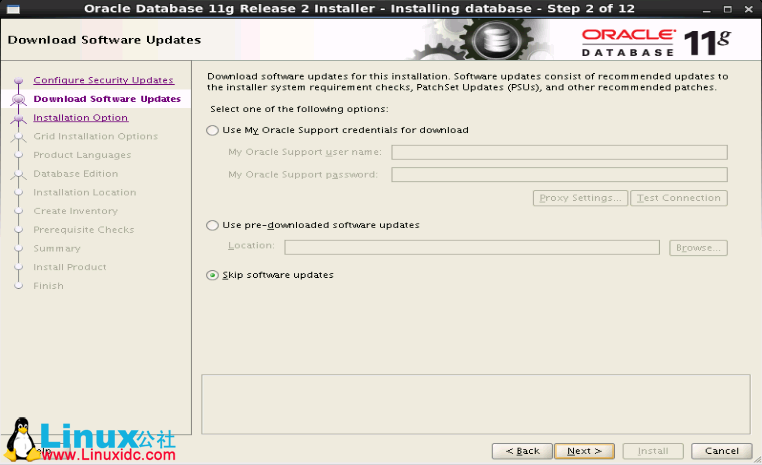 Oracle Database 11g Release 2 Installer - Installing database - Step 2 of 12
Download Software Updates
ORACLE
DATABASE 11g
Configure Security Updates
Download Software Updates
Installation Option
Grid Installation Options
Product Languages
Database Edition
Installation Location
Create Inventory
Prerequisite Checks
Summary
Install Product
Finish
Download software updates for this installation. Software updates consist of recommended updates to
the installer system requirement checks, PatchSet Updates (PSUs), and other recommended patches.
Select one of the following options:
Use My Oracle Support credentials for download
My Oracle Support user name:
My Oracle Support password:
Proxy Settings... Test Connection
Use pre-downloaded software updates
Location: Browse...
Skip software updates
Linux公社
www.Linuxidc.com
< Back Next > Install Cancel